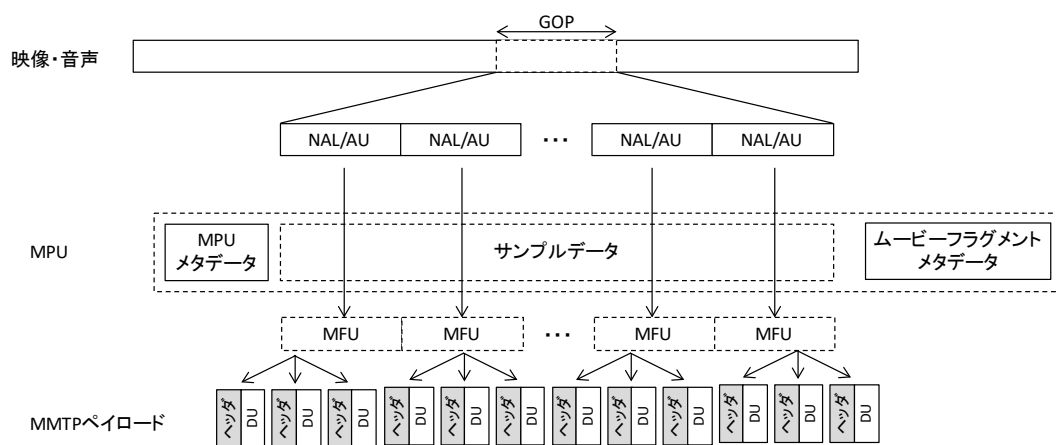 GOP
映像・音声
NAL/AU NAL/AU ・・・ NAL/AU NAL/AU
MPU
MPU
メタデータ
サンプルデータ
ムービーフラグメント
メタデータ
MFU MFU ・・・ MFU MFU
MMTPペイロード
ヘッダ DU ヘッダ DU ヘッダ DU ヘッダ DU ヘッダ DU ヘッダ DU ヘッダ DU ヘッダ DU ヘッダ DU ヘッダ DU ヘッダ DU ヘッダ DU